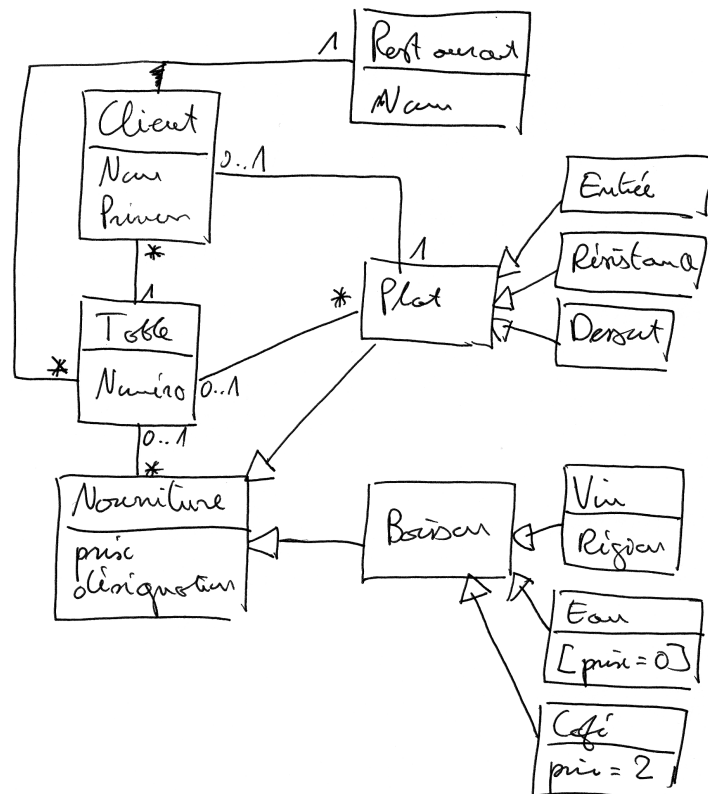 1
Restaurant
Nom
Client
Nom
Prénom
0..1
*
1
Entrée
Résistance
Dessert
1
*
Plat
Table
Numéro
*
0..1
0..1
*
Nourriture
prix
désignation
Boisson
Vin
Région
Eau
[prix = 0]
Café
prix = 2